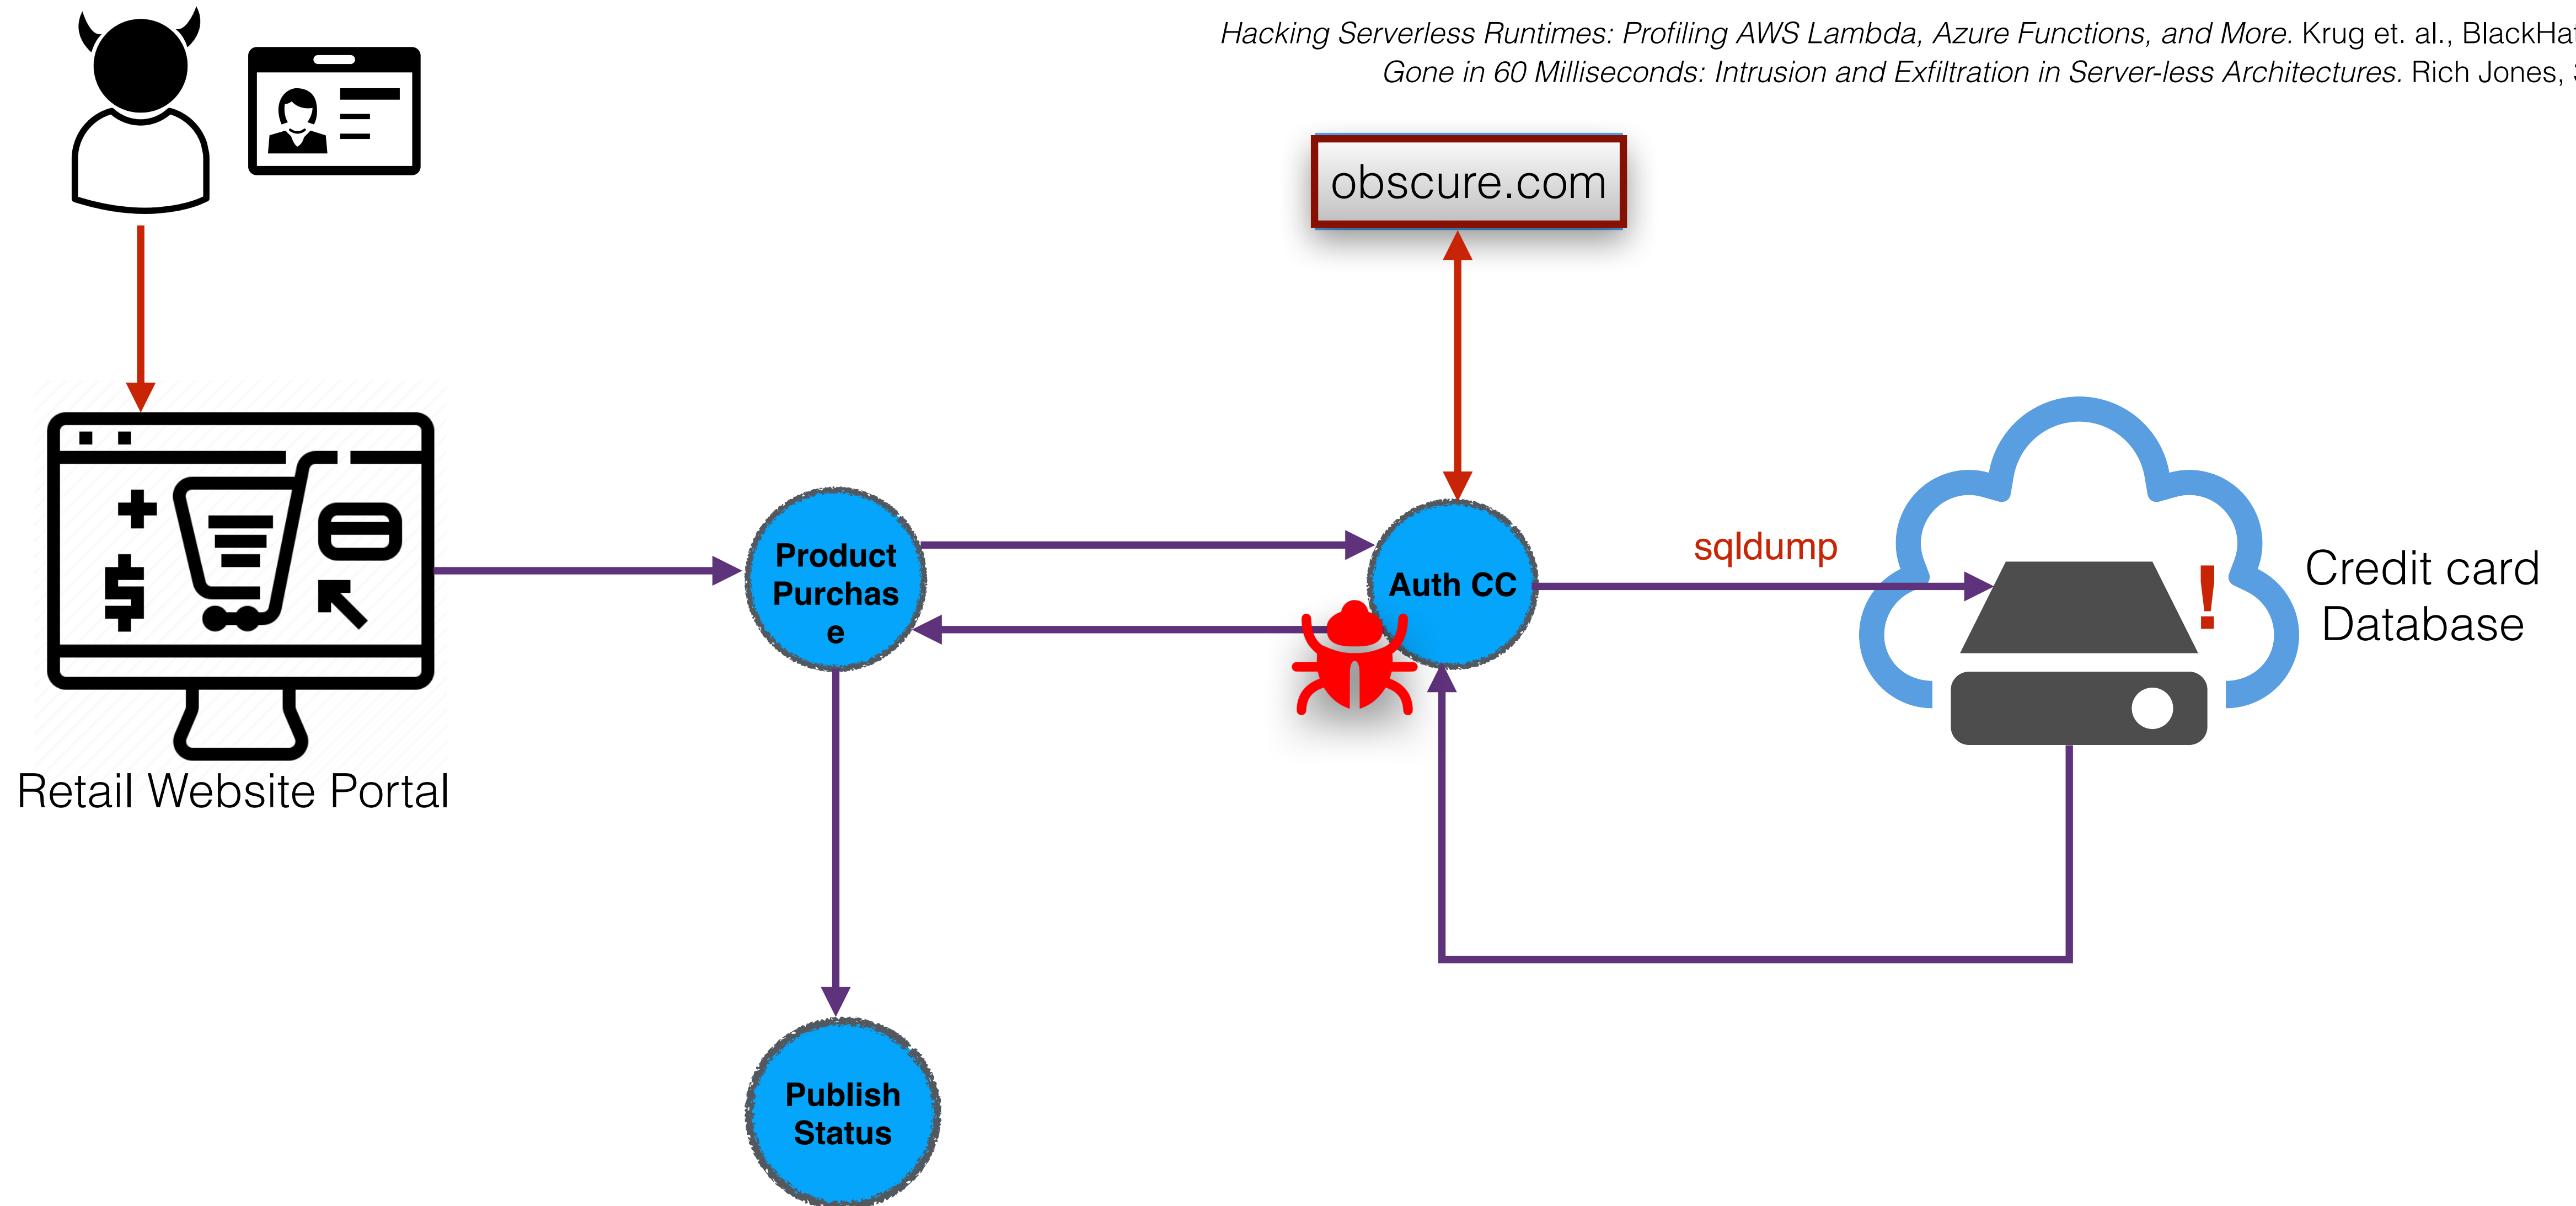 Hacking Serverless Runtimes: Profiling AWS Lambda, Azure Functions, and More. Krug et. al., BlackHat
Gone in 60 Milliseconds: Intrusion and Exfiltration in Server-less Architectures. Rich Jones,
obscure.com
Product
Purchas
e
Auth CC
sqldump
!
Credit card
Database
Retail Website Portal
Publish
Status